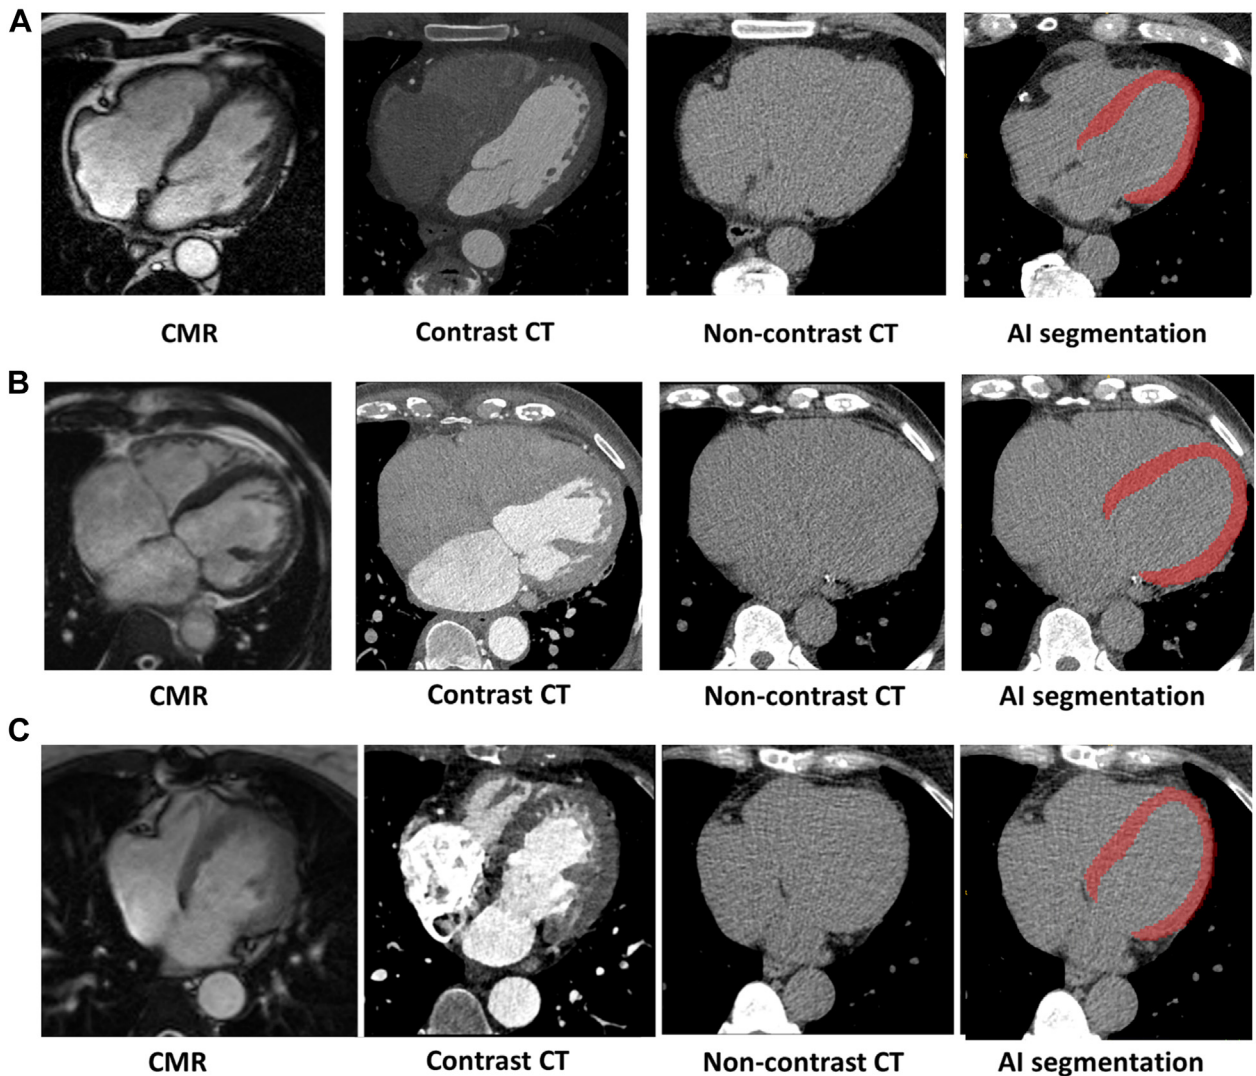 A
CMR Contrast CT Non-contrast CT AI segmentation
B
CMR Contrast CT Non-contrast CT AI segmentation
C
CMR Contrast CT Non-contrast CT AI segmentation